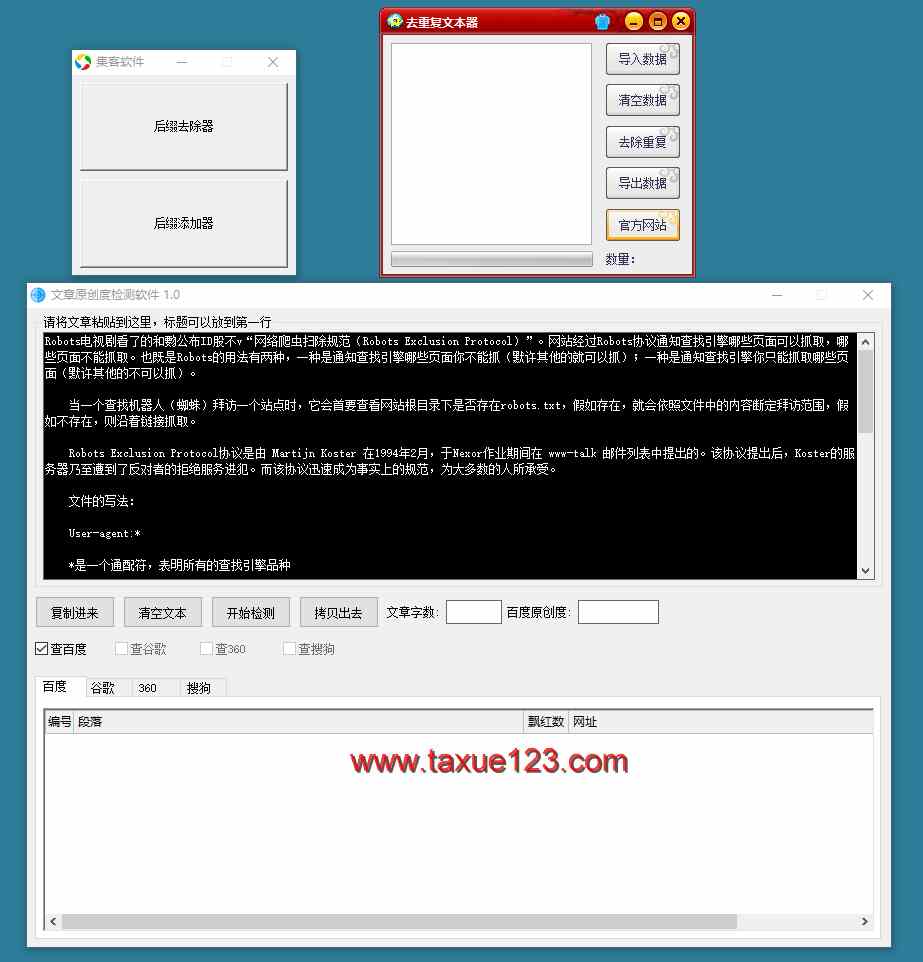 集客软件
后缀去除器
后缀添加器
去重复文本器
导入数据
清空数据
去除重复
导出数据
官方网站
数量:
文章原创度检测软件 1.0
请将文章粘贴到这里，标题可以放到第一行
Robots电视剧看了的和覅公布ID股不v“网络爬虫扫除规范（Robots Exclusion Protocol）”。网站经过Robots协议通知查找引擎哪些页面可以抓取，哪
些页面不能抓取。也既是Robots的用法有两种，一种是通知查找引擎哪些页面你不能抓（默许其他的就可以抓）；一种是通知查找引擎你只能抓取哪些页
面（默许其他的不可以抓）。
当一个查找机器人（蜘蛛）拜访一个站点时，它会首要查看网站根目录下是否存在robots.txt，假如存在，就会依照文件中的内容断定拜访范围，假
如不存在，则沿着链接抓取。
Robots Exclusion Protocol协议是由 Martijn Koster 在1994年2月，于Nexor作业期间在 www-talk 邮件列表中提出的。该协议提出后，Koster的服
务器乃至遭到了反对者的拒绝服务进犯。而该协议迅速成为事实上的规范，为大多数的人所承受。
文件的写法：
User-agent:*
*是一个通配符，表明所有的查找引擎品种
复制进来 清空文本 开始检测 拷贝出去 文章字数: 百度原创度:
查百度 查谷歌 查360 查搜狗
百度 谷歌 360 搜狗
编号 段落 飘红数 网址
www.taxue123.com